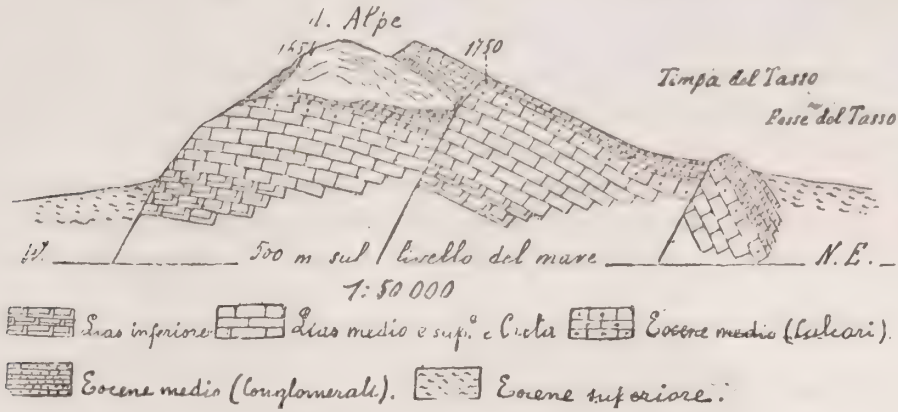 d. Alpe
1750
Timpa del Tasso
Fosse del Tasso
500 m sul livello del mare N. E.
1:50 000
Lias inferiore Lias medio e sup.e e Creta Eocene medio (Calcari).
Eocene medio (Conglomerati). Eocene superiore.